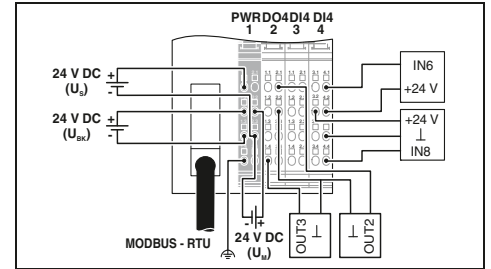 PWR DO4 DI4 DI4
1 2 3 4
24 V DC
(US)
+
-
24 V DC
(UBK)
+
-
IN6
+24 V
+24 V
⊥
IN8
- +
24 V DC
(UM)
MODBUS - RTU
OUT3 ⊥
⊥ OUT2